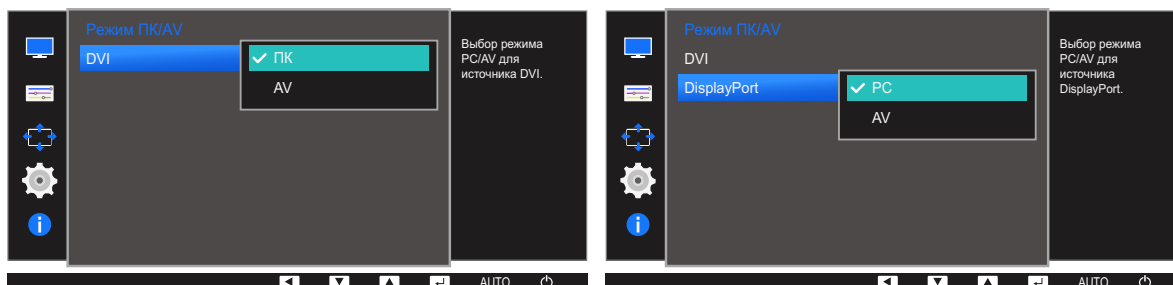 Режим ПК/AV
DVI
ПК
AV
Выбор режима
PC/AV для
источника DVI.
AUTO
Режим ПК/AV
DVI
DisplayPort
PC
AV
Выбор режима
PC/AV для
источника
DisplayPort.
AUTO